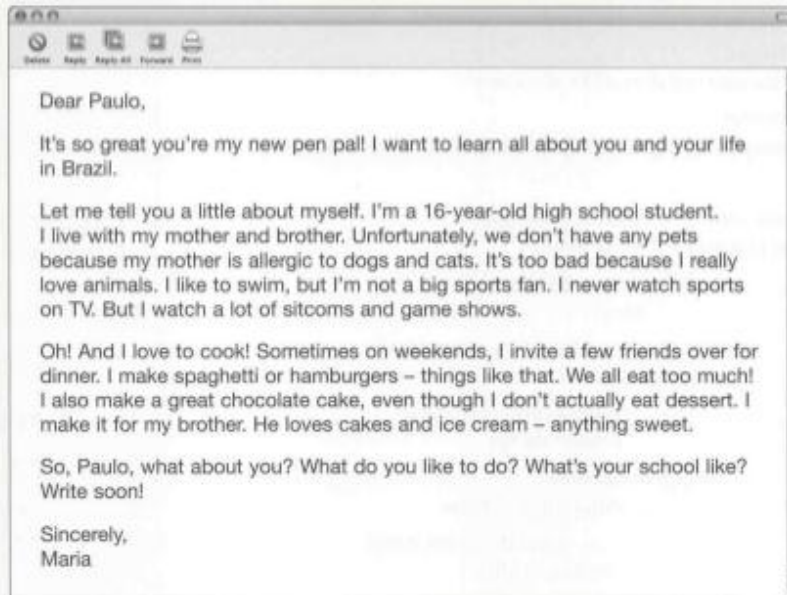 Delete Reply Reply All Forward Print
Dear Paulo,
It's so great you're my new pen pal! I want to learn all about you and your life
in Brazil.
Let me tell you a little about myself. I'm a 16-year-old high school student.
I live with my mother and brother. Unfortunately, we don't have any pets
because my mother is allergic to dogs and cats. It's too bad because I really
love animals. I like to swim, but I'm not a big sports fan. I never watch sports
on TV. But I watch a lot of sitcoms and game shows.
Oh! And I love to cook! Sometimes on weekends, I invite a few friends over for
dinner. I make spaghetti or hamburgers – things like that. We all eat too much!
I also make a great chocolate cake, even though I don't actually eat dessert. I
make it for my brother. He loves cakes and ice cream – anything sweet.
So, Paulo, what about you? What do you like to do? What's your school like?
Write soon!
Sincerely,
Maria